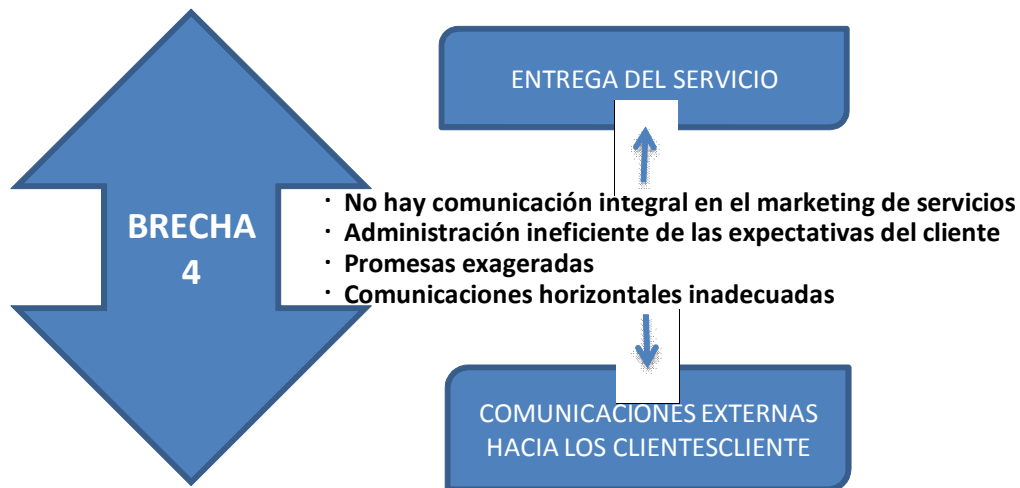 ENTREGA DEL SERVICIO
BRECHA
4
· No hay comunicación integral en el marketing de servicios
· Administración ineficiente de las expectativas del cliente
· Promesas exageradas
· Comunicaciones horizontales inadecuadas
COMUNICACIONES EXTERNAS
HACIA LOS CLIENTESCLIENTE